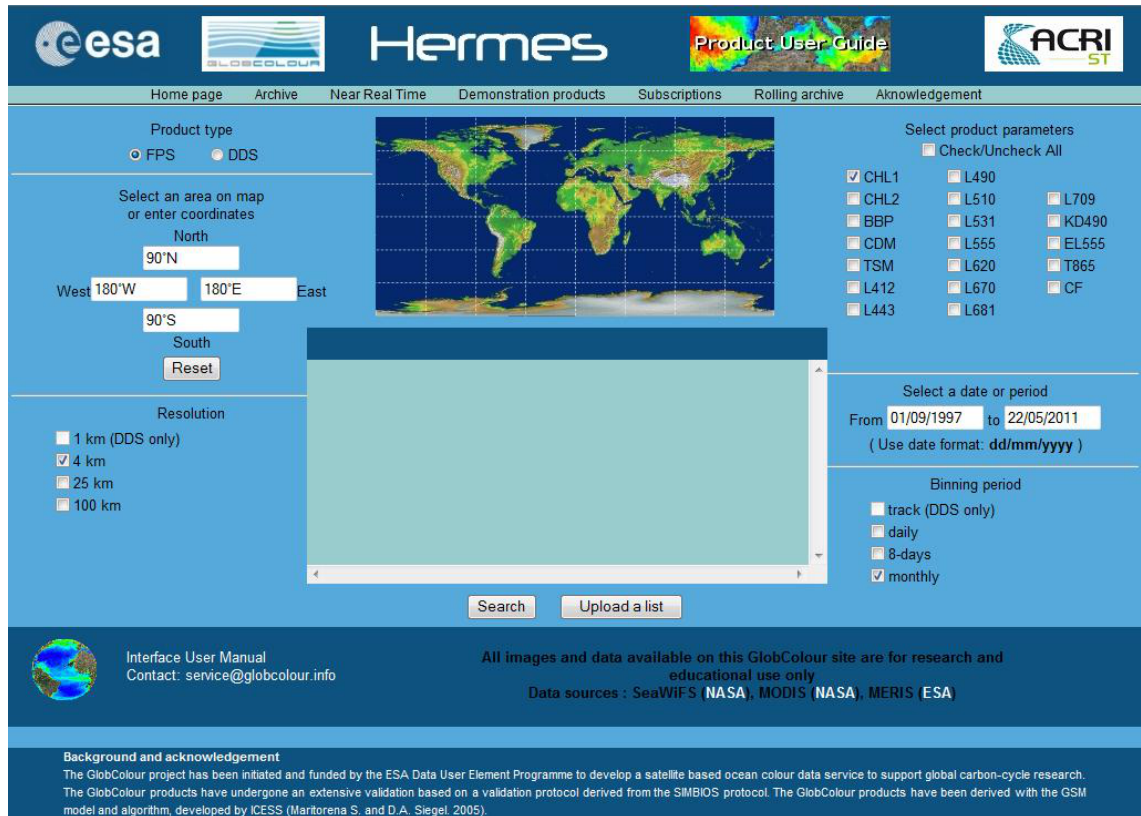 esa
GLOBCOLOUR
Hermes
Product User Guide
ACRI
ST
Home page Archive Near Real Time Demonstration products Subscriptions Rolling archive Aknowledgement
Product type
FPS DDS
Select an area on map
or enter coordinates
North
90°N
West 180°W 180°E East
90°S
South
Reset
Resolution
1 km (DDS only)
4 km
25 km
100 km
Select product parameters
Check/Uncheck All
CHL1 L490
CHL2 L510 L709
BBP L531 KD490
CDM L555 EL555
TSM L620 T865
L412 L670 CF
L443 L681
Select a date or period
From 01/09/1997 to 22/05/2011
( Use date format: dd/mm/yyyy )
Binning period
track (DDS only)
daily
8-days
monthly
Search Upload a list
Interface User Manual
Contact: service@globcolour.info
All images and data available on this GlobColour site are for research and
educational use only
Data sources : SeaWiFS (NASA), MODIS (NASA), MERIS (ESA)
Background and acknowledgement
The GlobColour project has been initiated and funded by the ESA Data User Element Programme to develop a satellite based ocean colour data service to support global carbon-cycle research.
The GlobColour products have undergone an extensive validation based on a validation protocol derived from the SIMBIOS protocol. The GlobColour products have been derived with the GSM
model and algorithm, developed by ICESS (Maritorena S. and D.A. Siegel. 2005).